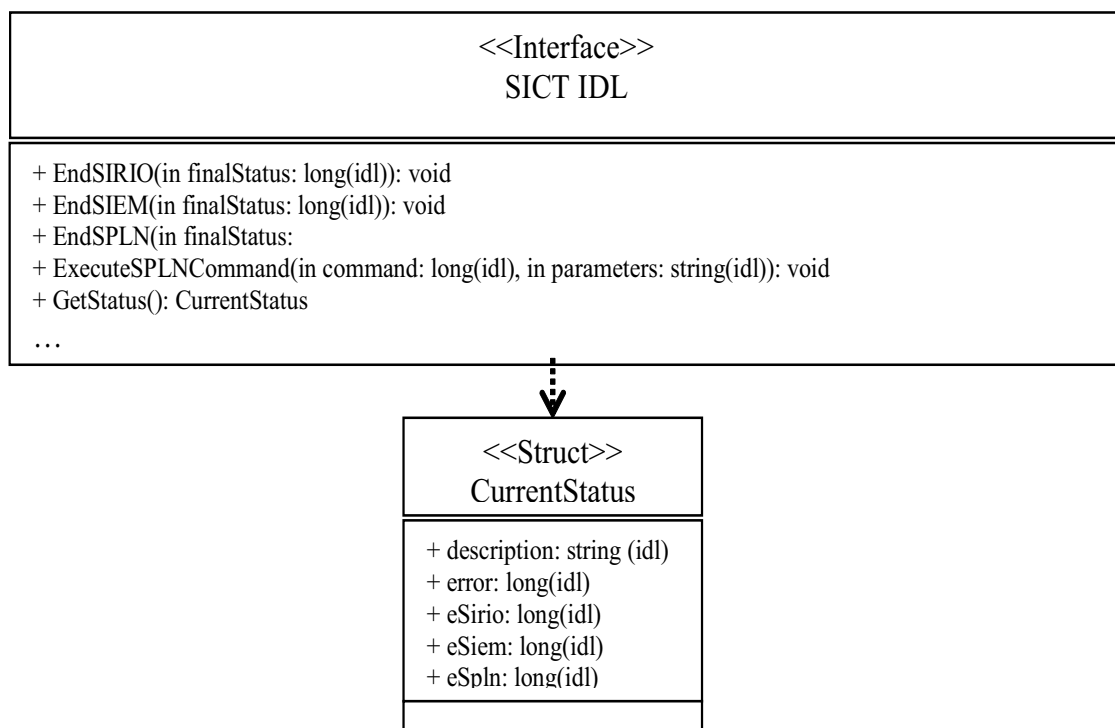 <<Interface>>
SICT IDL
+ EndSIRIO(in finalStatus: long(idl)): void
+ EndSIEM(in finalStatus: long(idl)): void
+ EndSPLN(in finalStatus:
+ ExecuteSPLNCommand(in command: long(idl), in parameters: string(idl)): void
+ GetStatus(): CurrentStatus
…
<<Struct>>
CurrentStatus
+ description: string (idl)
+ error: long(idl)
+ eSirio: long(idl)
+ eSiem: long(idl)
+ eSpln: long(idl)